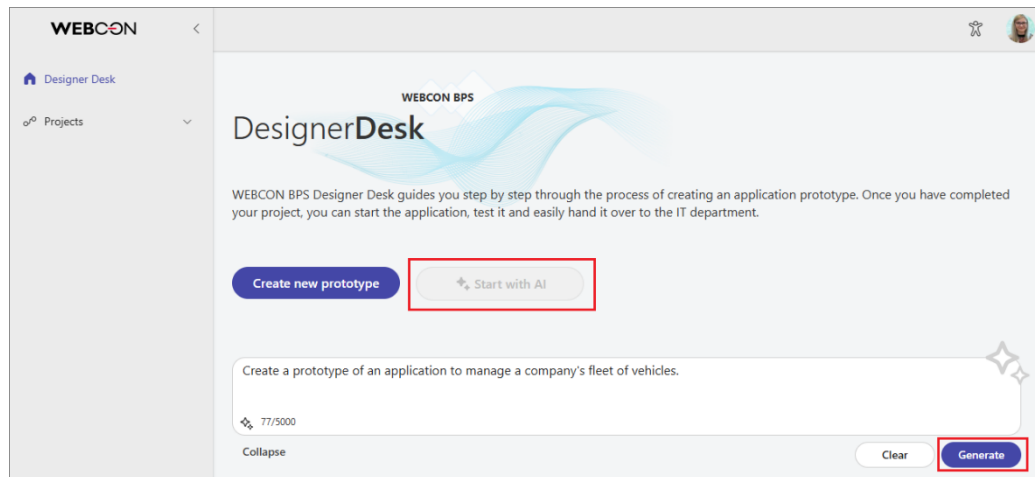 WEBCON
Designer Desk
Projects
WEBCON BPS
DesignerDesk
WEBCON BPS Designer Desk guides you step by step through the process of creating an application prototype. Once you have completed
your project, you can start the application, test it and easily hand it over to the IT department.
Create new prototype
Start with AI
Create a prototype of an application to manage a company's fleet of vehicles.
77/5000
Collapse
Clear
Generate